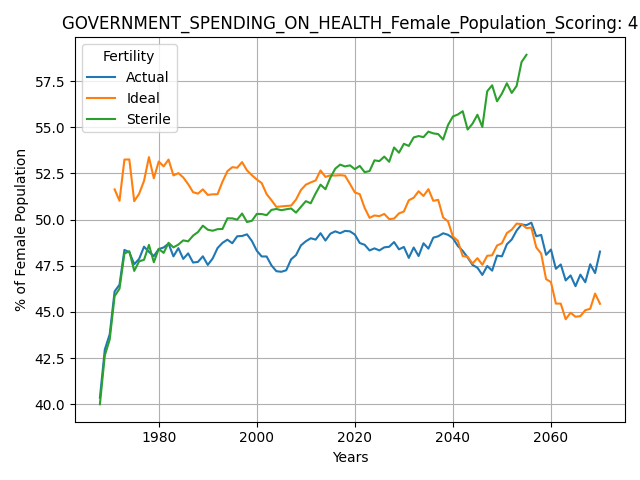 GOVERNMENT_SPENDING_ON_HEALTH_Female_Population_Scoring: 4
Fertility
Actual
Ideal
Sterile
% of Female Population
57.5
55.0
52.5
50.0
47.5
45.0
42.5
40.0
1980 2000 2020 2040 2060
Years